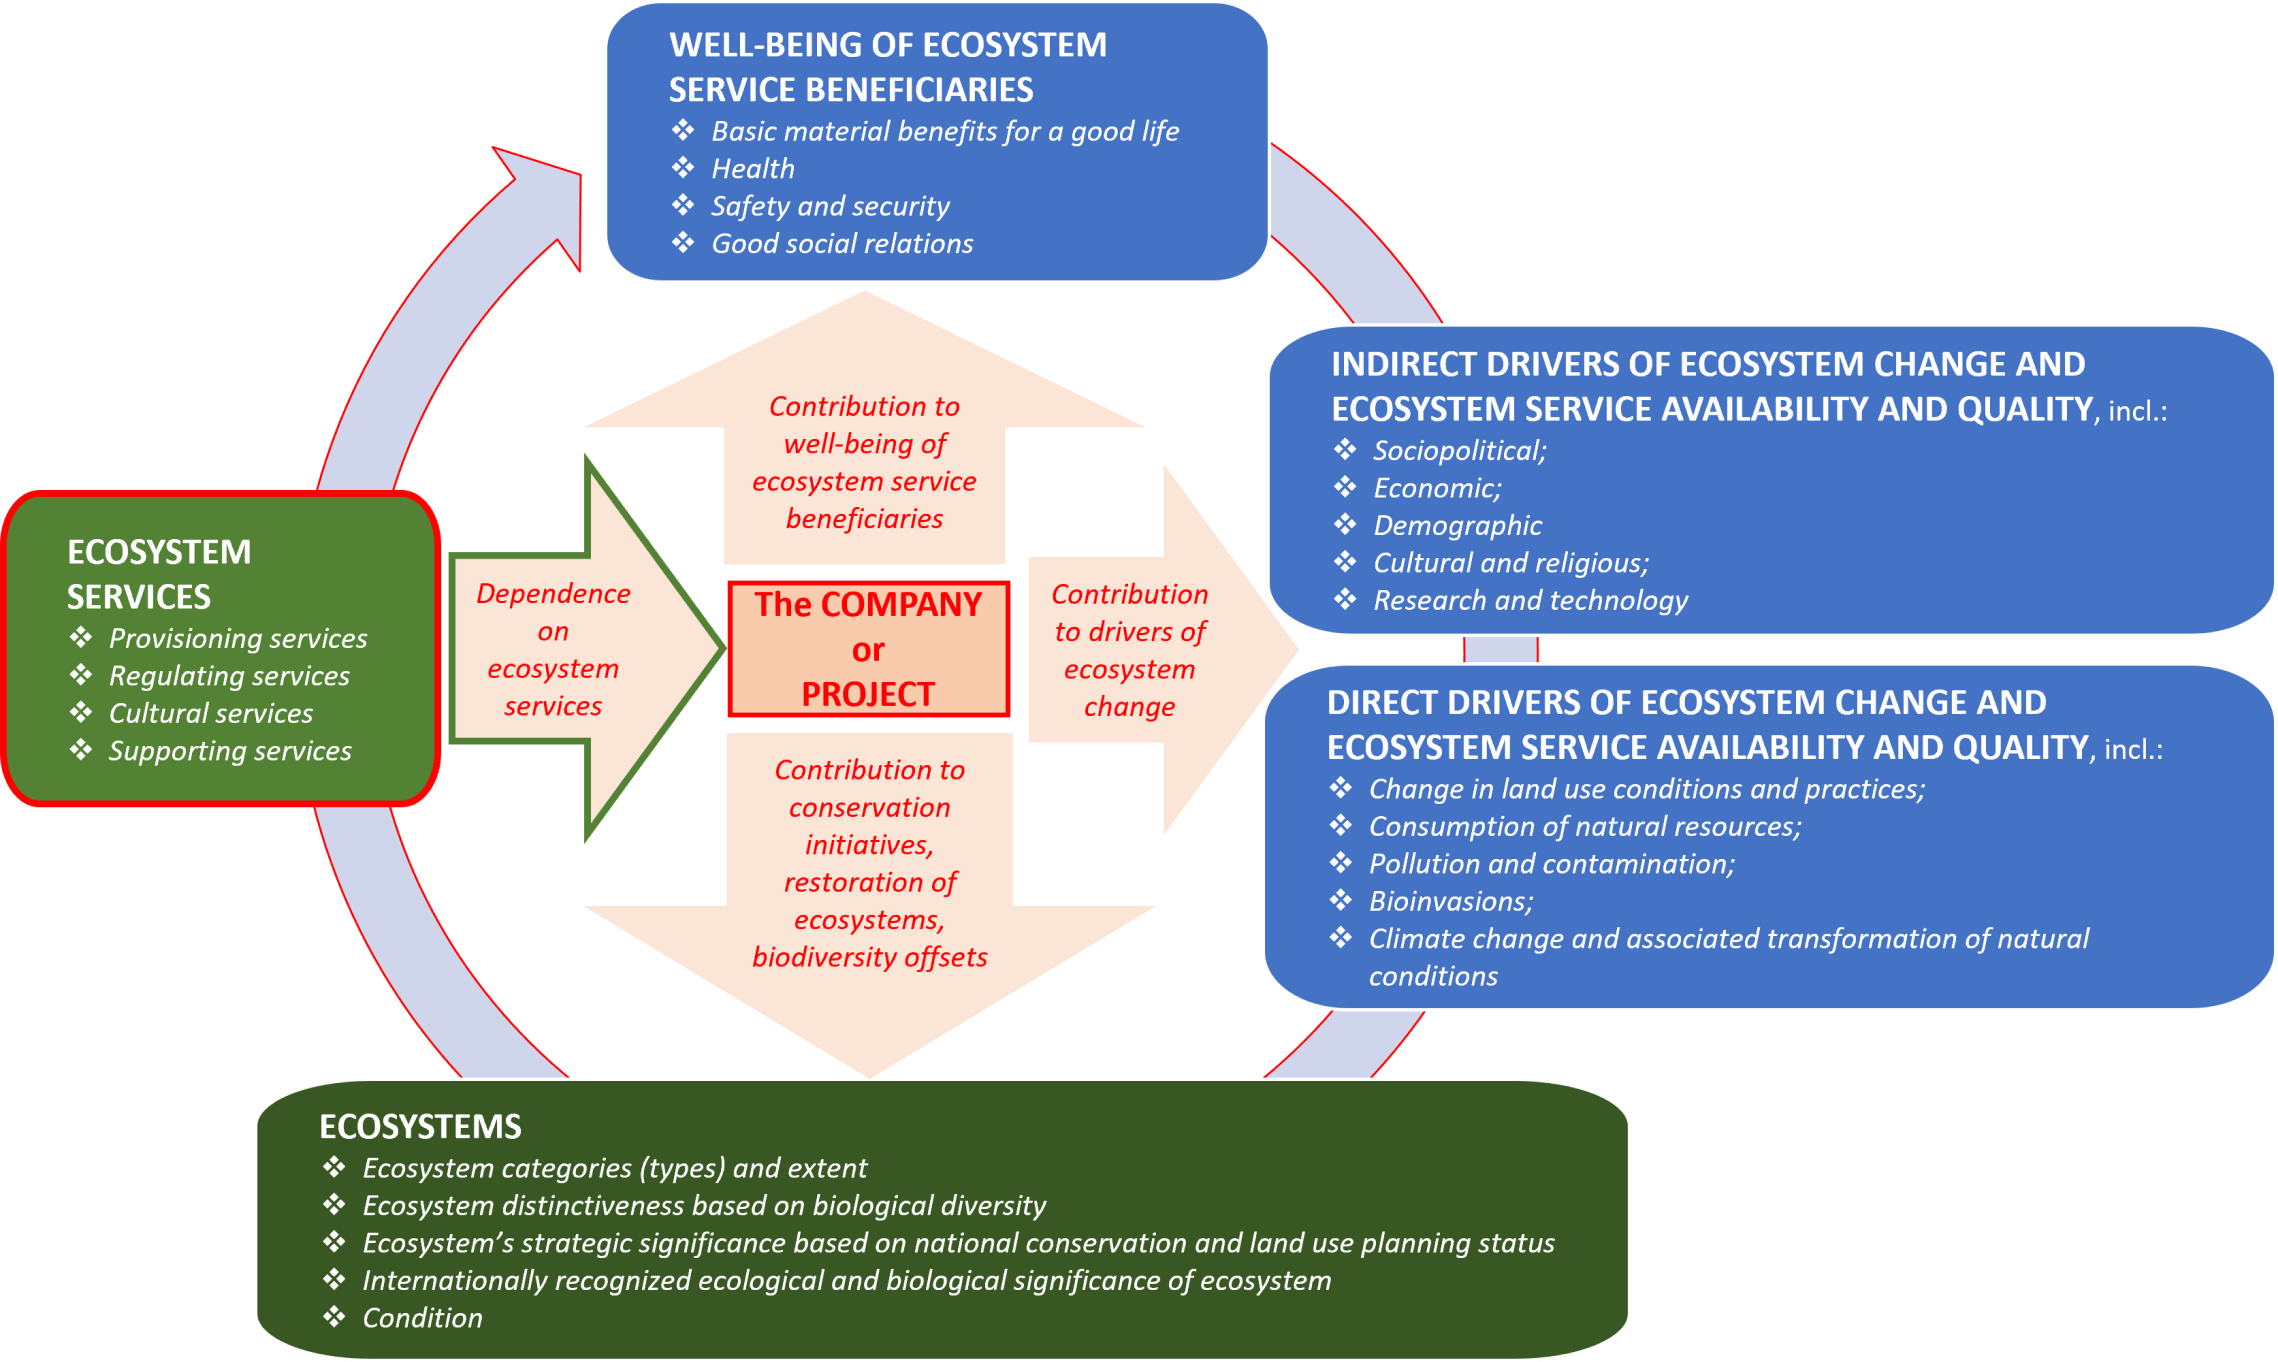 WELL-BEING OF ECOSYSTEM
SERVICE BENEFICIARIES
❖ Basic material benefits for a good life
❖ Health
❖ Safety and security
❖ Good social relations
INDIRECT DRIVERS OF ECOSYSTEM CHANGE AND
ECOSYSTEM SERVICE AVAILABILITY AND QUALITY, incl.:
❖ Sociopolitical;
❖ Economic;
❖ Demographic
❖ Cultural and religious;
❖ Research and technology
Contribution to
well-being of
ecosystem service
beneficiaries
ECOSYSTEM
SERVICES
❖ Provisioning services
❖ Regulating services
❖ Cultural services
❖ Supporting services
Dependence
on
ecosystem
services
The COMPANY
or
PROJECT
Contribution
to drivers of
ecosystem
change
DIRECT DRIVERS OF ECOSYSTEM CHANGE AND
ECOSYSTEM SERVICE AVAILABILITY AND QUALITY, incl.:
❖ Change in land use conditions and practices;
❖ Consumption of natural resources;
❖ Pollution and contamination;
❖ Bioinvasions;
❖ Climate change and associated transformation of natural
conditions
Contribution to
conservation
initiatives,
restoration of
ecosystems,
biodiversity offsets
ECOSYSTEMS
❖ Ecosystem categories (types) and extent
❖ Ecosystem distinctiveness based on biological diversity
❖ Ecosystem’s strategic significance based on national conservation and land use planning status
❖ Internationally recognized ecological and biological significance of ecosystem
❖ Condition